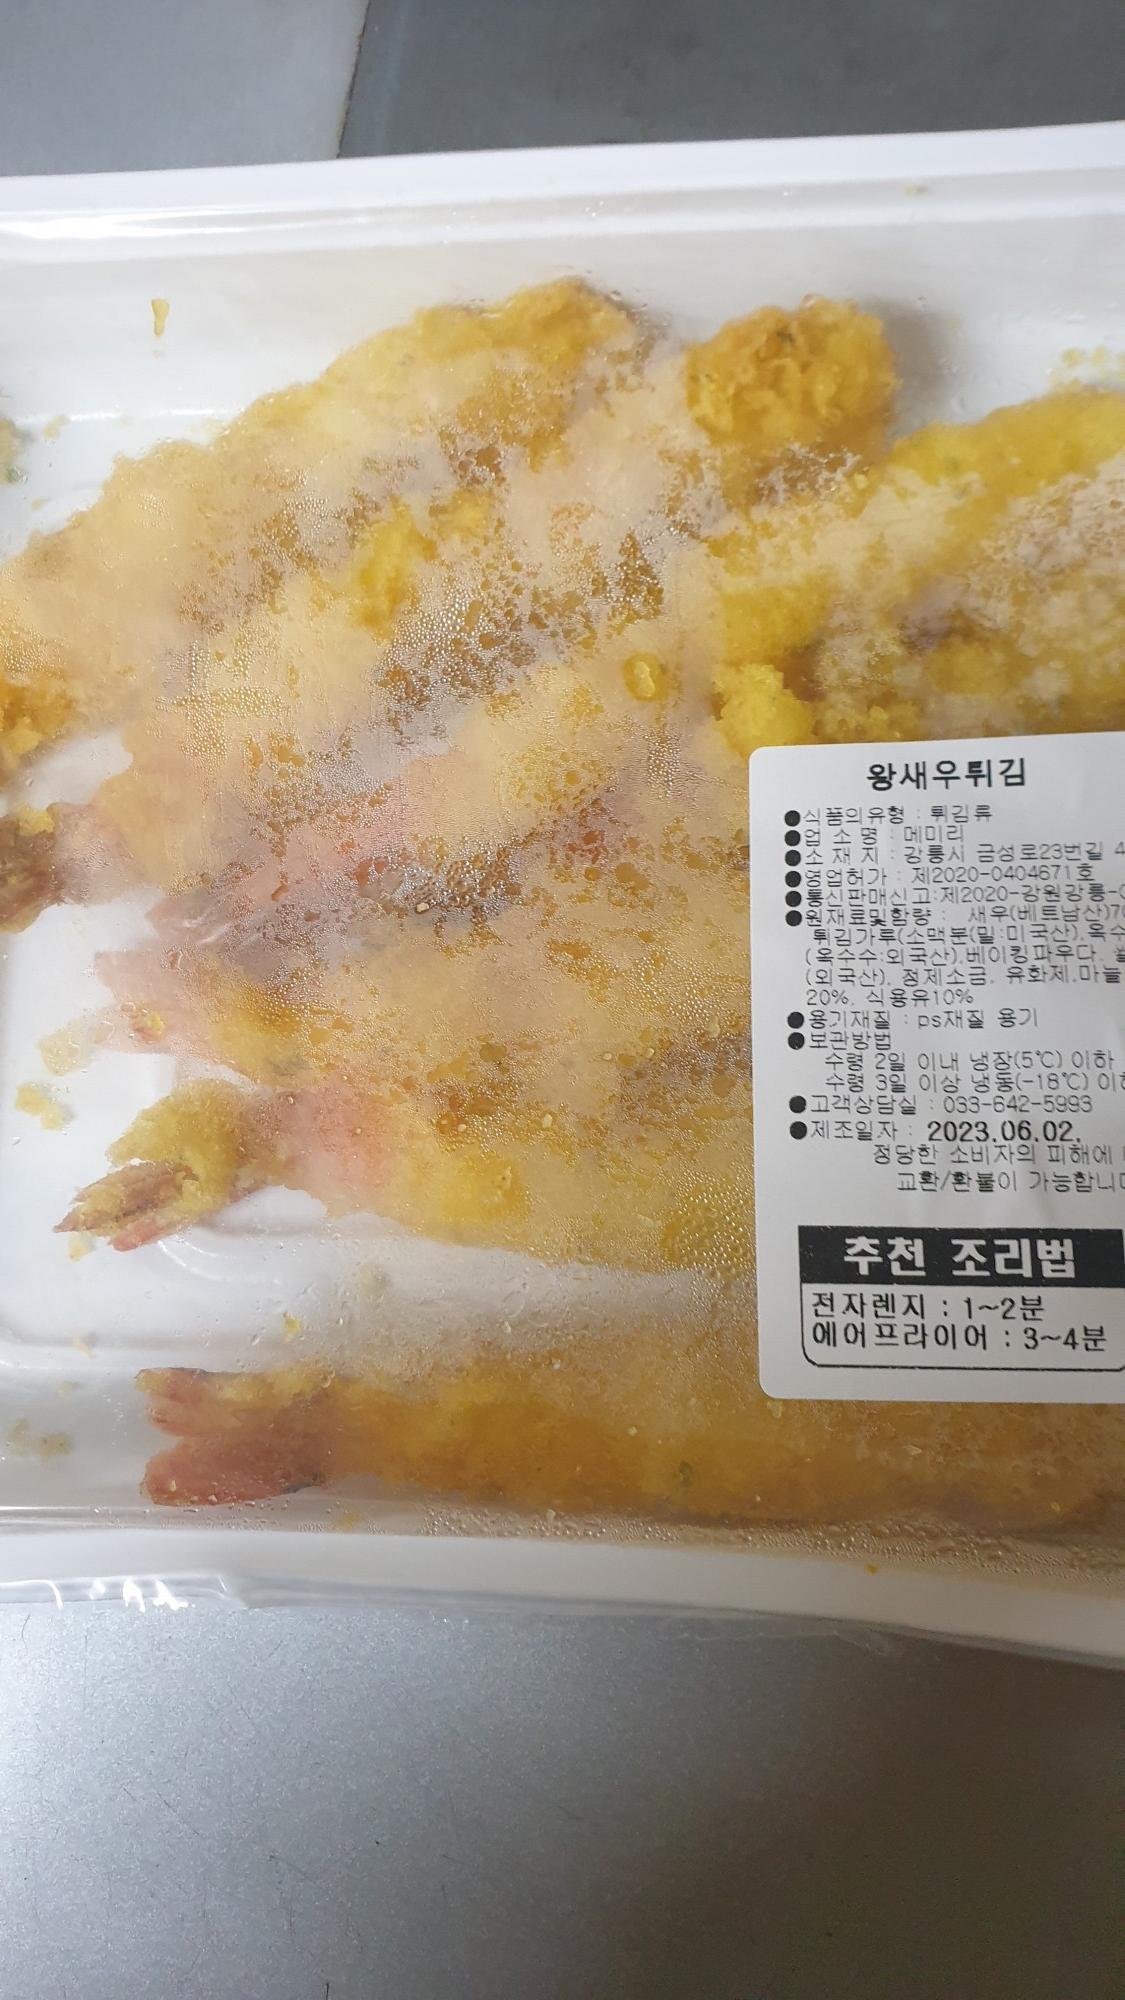 왕새우튀김
●식품의유형 : 튀김류
●업 소 명 : 메미리
●소 재 지 : 강릉시 금성로23번길 4
●영업허가 : 제2020-0404671호
●통신판매신고:제2020-강원강릉-0
●원재료및함량 : 새우(베트남산)70
튀김가루(소맥분(밀:미국산),옥수
(옥수수:외국산),베이킹파우다,
(외국산), 정제소금, 유화제,마늘
20%, 식용유10%
●용기재질 : ps재질 용기
●보관방법
수령 2일 이내 냉장(5℃) 이하
수령 3일 이상 냉동(-18℃) 이하
●고객상담실 : 033-642-5993
●제조일자 : 2023.06.02.
정당한 소비자의 피해에
교환/환불이 가능합니다
추천 조리법
전자렌지 : 1~2분
에어프라이어 : 3~4분